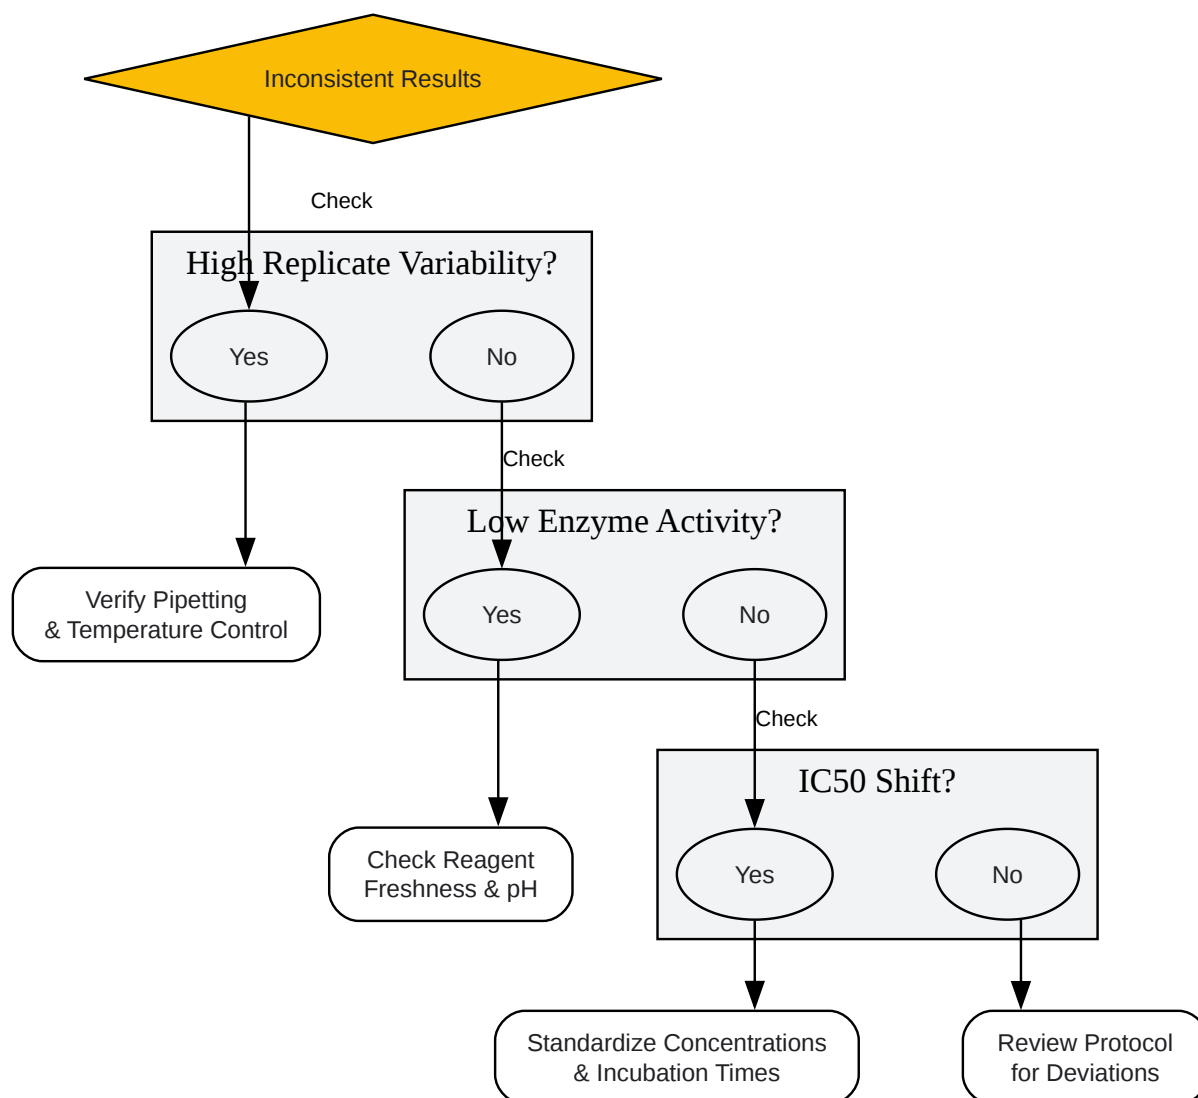 Inconsistent Results
Check
High Replicate Variability?
Yes
No
Check
Low Enzyme Activity?
Verify Pipetting
& Temperature Control
Yes
No
Check
IC50 Shift?
Check Reagent
Freshness & pH
Yes
No
Standardize Concentrations
& Incubation Times
Review Protocol
for Deviations